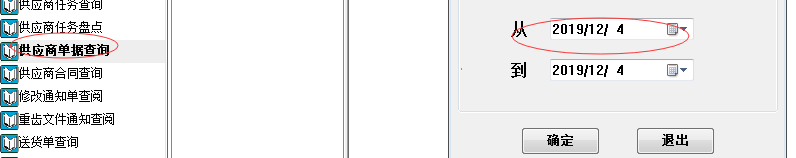 供应商任务查询
供应商任务盘点
供应商单据查询
供应商合同查询
修改通知单查阅
重齿文件通知查阅
送货单查询
从 2019/12/ 4
到 2019/12/ 4
确定 退出